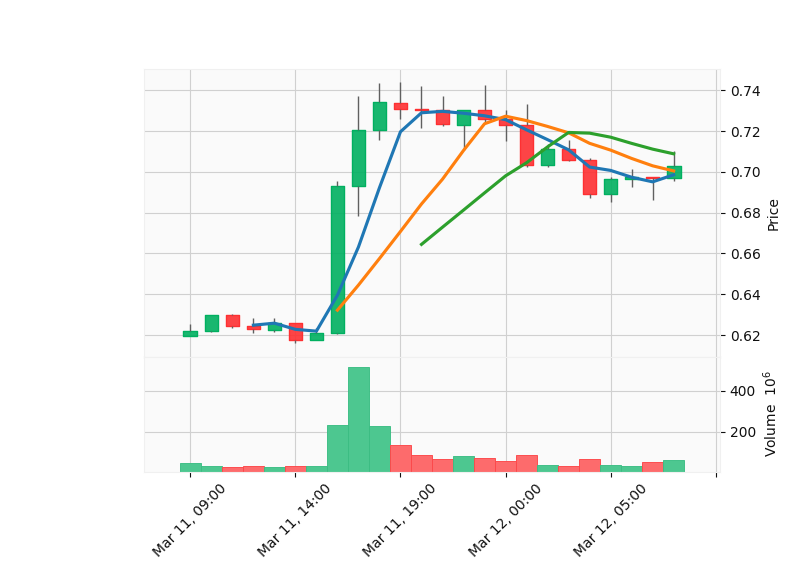 0.74
0.72
0.70
0.68
0.66
0.64
0.62
Price
400
200
Volume 10⁶
Mar 11, 09:00
Mar 11, 14:00
Mar 11, 19:00
Mar 12, 00:00
Mar 12, 05:00